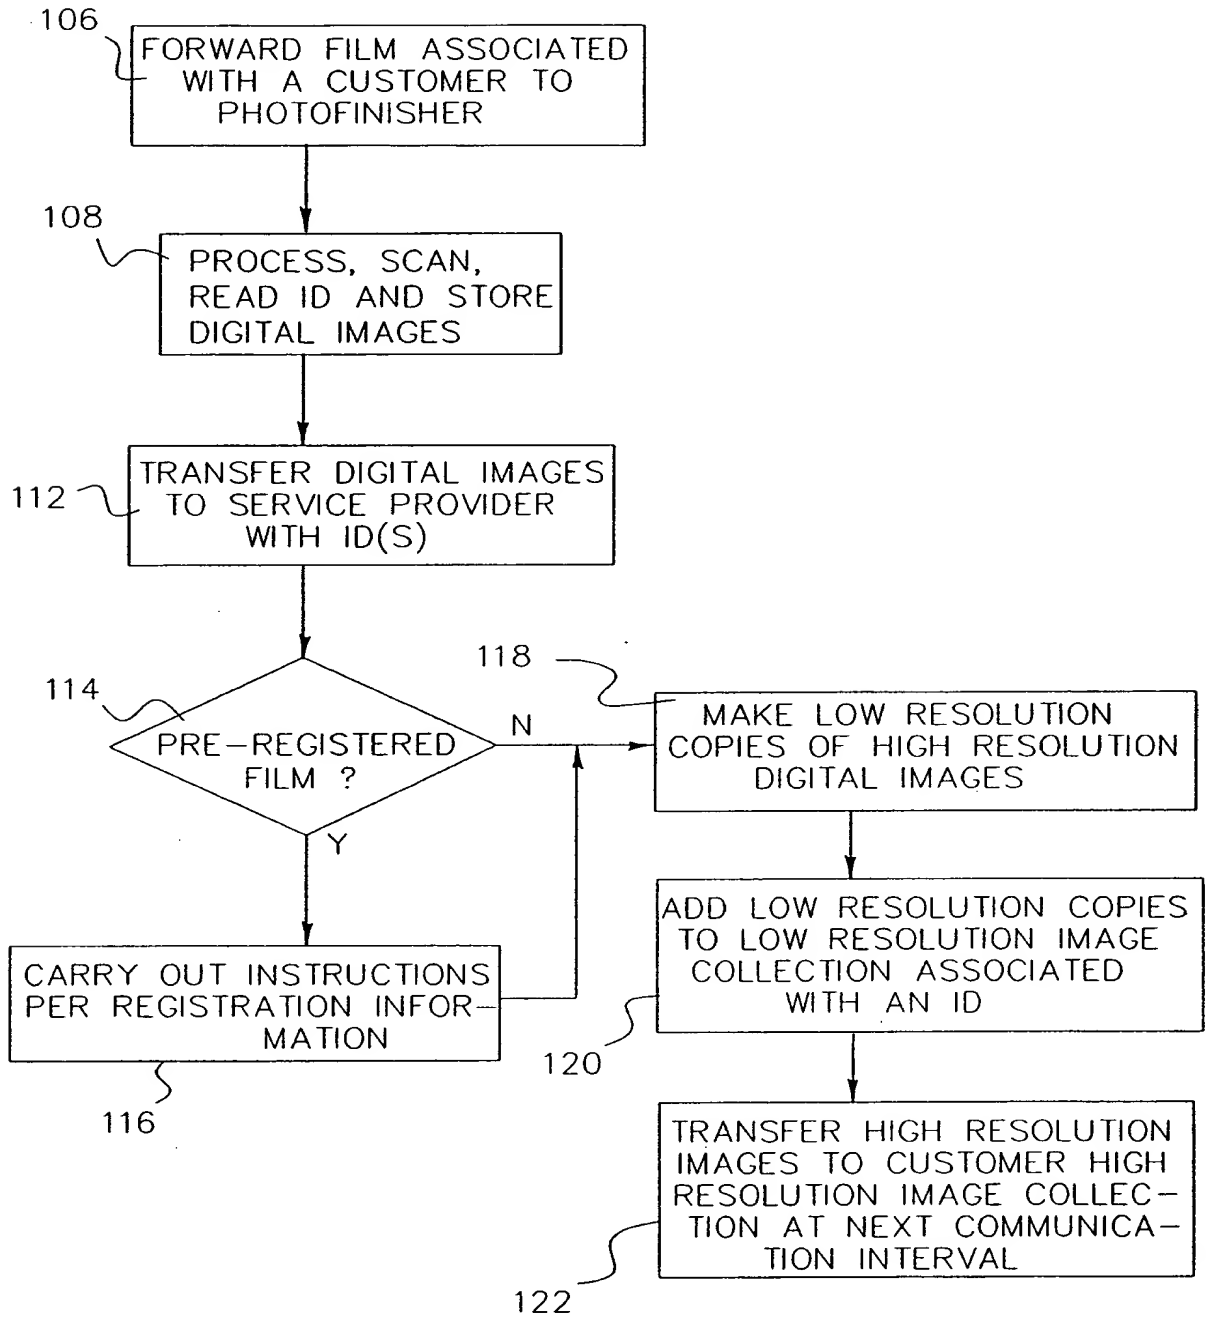 106
FORWARD FILM ASSOCIATED
WITH A CUSTOMER TO
PHOTOFINISHER
108
PROCESS, SCAN,
READ ID AND STORE
DIGITAL IMAGES
112
TRANSFER DIGITAL IMAGES
TO SERVICE PROVIDER
WITH ID(S)
114
PRE-REGISTERED
FILM ?
N
Y
116
CARRY OUT INSTRUCTIONS
PER REGISTRATION INFOR-
MATION
118
MAKE LOW RESOLUTION
COPIES OF HIGH RESOLUTION
DIGITAL IMAGES
120
ADD LOW RESOLUTION COPIES
TO LOW RESOLUTION IMAGE
COLLECTION ASSOCIATED
WITH AN ID
122
TRANSFER HIGH RESOLUTION
IMAGES TO CUSTOMER HIGH
RESOLUTION IMAGE COLLEC-
TION AT NEXT COMMUNICA-
TION INTERVAL